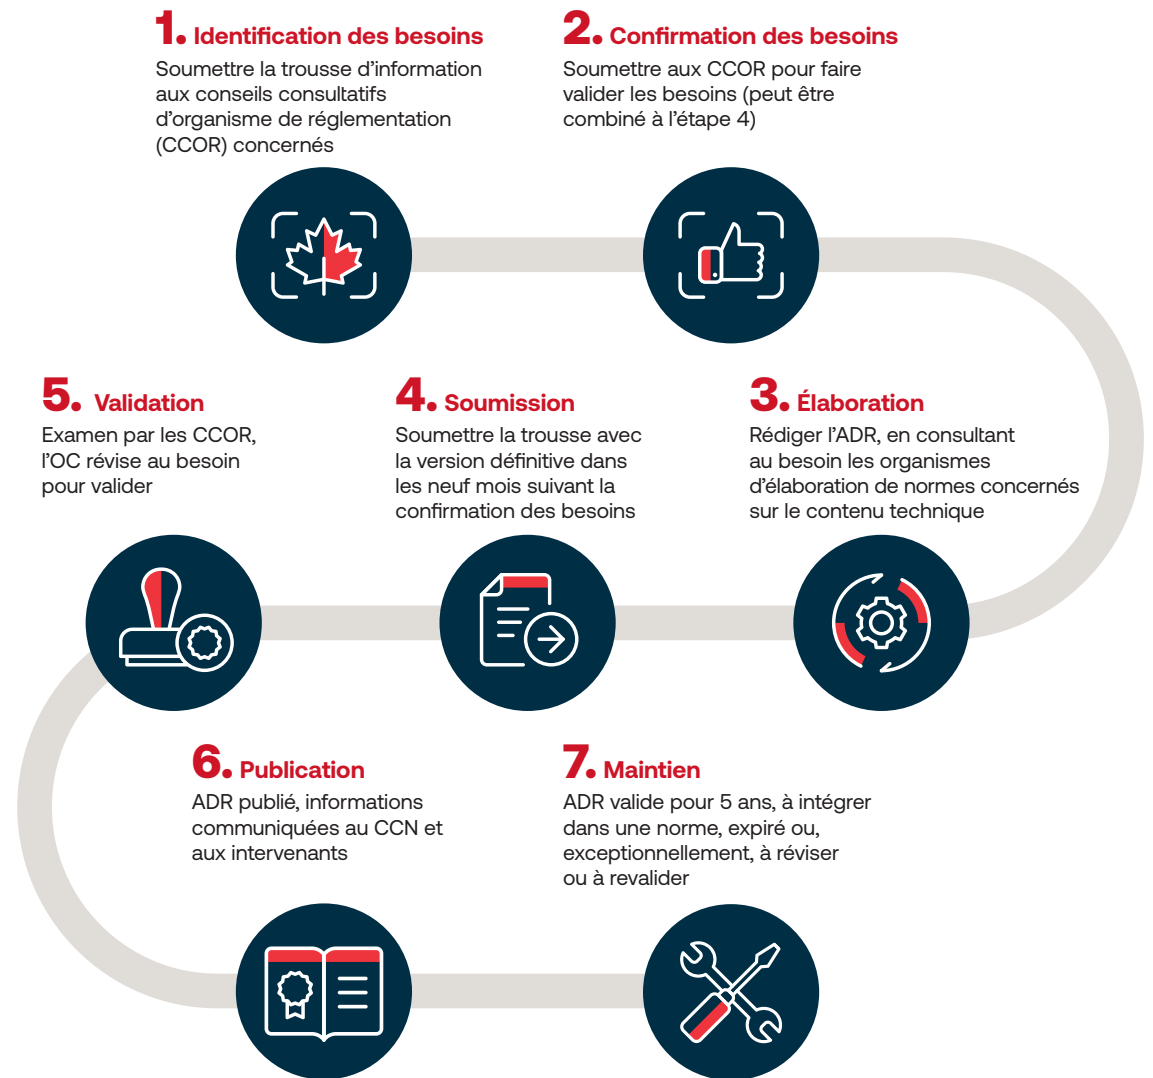 1. Identification des besoins
Soumettre la trousse d’information
aux conseils consultatifs
d’organisme de réglementation
(CCOR) concernés
2. Confirmation des besoins
Soumettre aux CCOR pour faire
valider les besoins (peut être
combiné à l’étape 4)
3. Élaboration
Rédiger l’ADR, en consultant
au besoin les organismes
d’élaboration de normes concernés
sur le contenu technique
4. Soumission
Soumettre la trousse avec
la version définitive dans
les neuf mois suivant la
confirmation des besoins
5. Validation
Examen par les CCOR,
l’OC révise au besoin
pour valider
6. Publication
ADR publié, informations
communiquées au CCN et
aux intervenants
7. Maintien
ADR valide pour 5 ans, à intégrer
dans une norme, expiré ou,
exceptionnellement, à réviser
ou à revalider